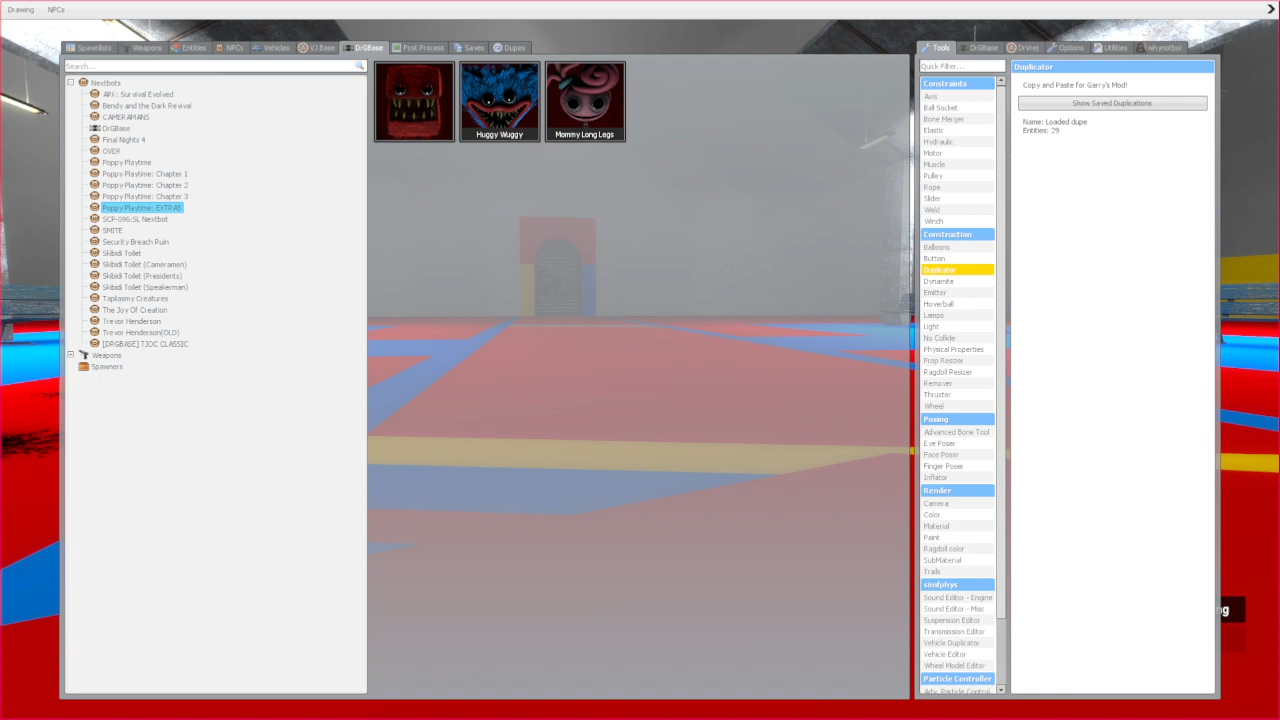 Drawing NPCs
Spawnlists Weapons Entities NPCs Vehicles VJ Base DrGBase Post Process Saves Dupes
Tools DrGBase DrVrej Options Utilities whynotboi
Search...
Nextbots
ARK: Survival Evolved
Bendy and the Dark Revival
CAMERAMANS
DrGBase
Final Nights 4
OVER
Poppy Playtime
Poppy Playtime: Chapter 1
Poppy Playtime: Chapter 2
Poppy Playtime: Chapter 3
Poppy Playtime: EXTRAS
SCP-096:SL Nextbot
SMITE
Security Breach Ruin
Skibidi Toilet
Skibidi Toilet (Cameramen)
Skibidi Toilet (Presidents)
Skibidi Toilet (Speakerman)
Taplasmy Creatures
The Joy Of Creation
Trevor Henderson
Trevor Henderson(OLD)
[DRGBASE] TJOC CLASSIC
Weapons
Spawners
Huggy Wuggy
Mommy Long Legs
Quick Filter...
Constraints
Axis
Ball Socket
Bone Merger
Elastic
Hydraulic
Motor
Muscle
Pulley
Rope
Slider
Weld
Winch
Construction
Balloons
Button
Duplicator
Dynamite
Emitter
Hoverball
Lamps
Light
No Collide
Physical Properties
Prop Resizer
Ragdoll Resizer
Remover
Thruster
Wheel
Posing
Advanced Bone Tool
Eye Poser
Face Poser
Finger Poser
Inflator
Render
Camera
Color
Material
Paint
Ragdoll color
SubMaterial
Trails
simfphys
Sound Editor - Engine
Sound Editor - Misc
Suspension Editor
Transmission Editor
Vehicle Duplicator
Vehicle Editor
Wheel Model Editor
Particle Controller
Adv. Particle Control
Duplicator
Copy and Paste for Garry's Mod!
Show Saved Duplications
Name: Loaded dupe
Entities: 29